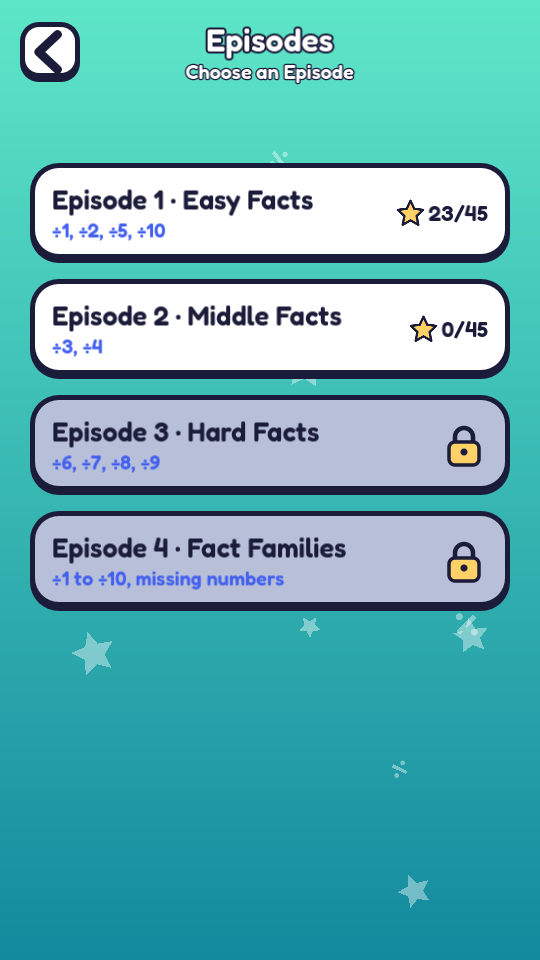 Episodes
Choose an Episode
Episode 1 · Easy Facts
÷1, ÷2, ÷5, ÷10
23/45
Episode 2 · Middle Facts
÷3, ÷4
0/45
Episode 3 · Hard Facts
÷6, ÷7, ÷8, ÷9
Episode 4 · Fact Families
÷1 to ÷10, missing numbers